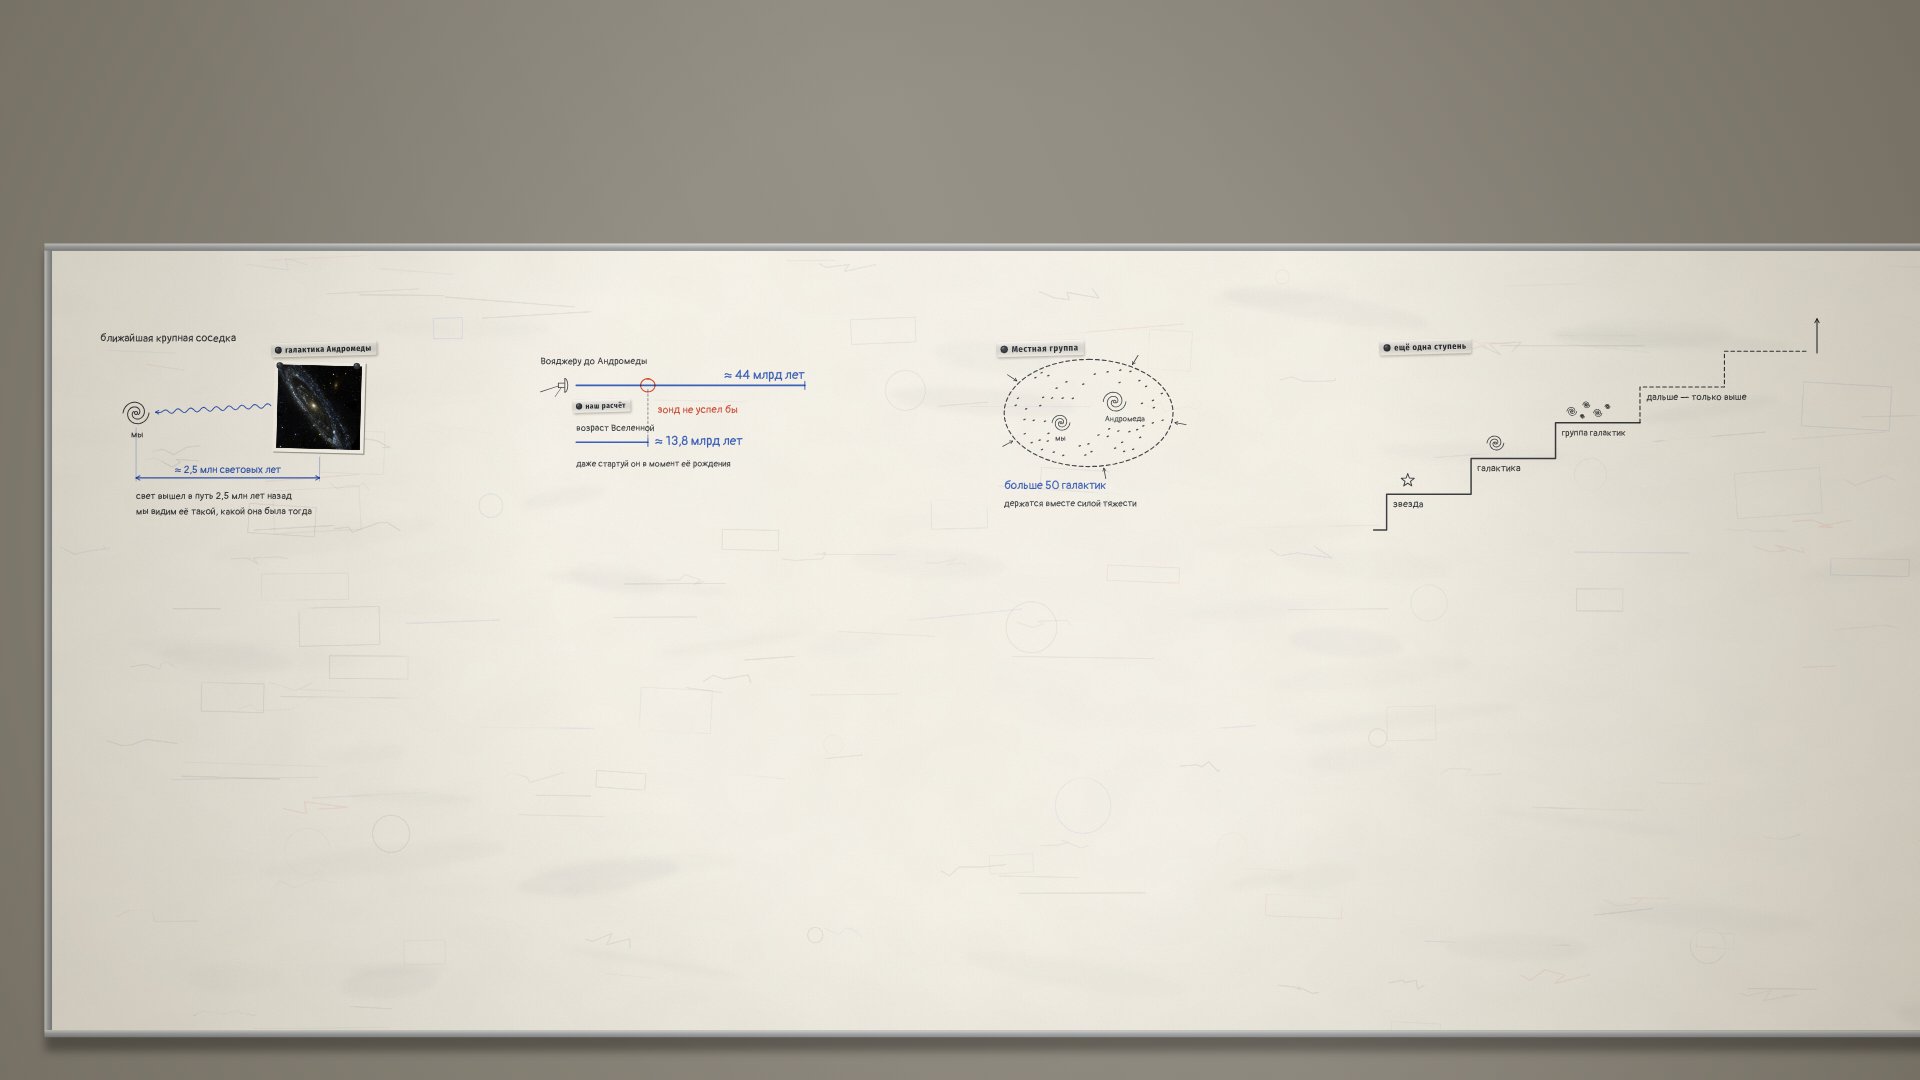 ближайшая крупная соседка
галактика Андромеды
мы
≈ 2,5 млн световых лет
свет вышел в путь 2,5 млн лет назад
мы видим её такой, какой она была тогда
Вояджеру до Андромеды
≈ 44 млрд лет
наш расчёт
зонд не успел бы
возраст Вселенной
≈ 13,8 млрд лет
даже стартуй он в момент её рождения
Местная группа
Андромеда
мы
больше 50 галактик
держатся вместе силой тяжести
ещё одна ступень
дальше — только выше
группа галактик
галактика
звезда